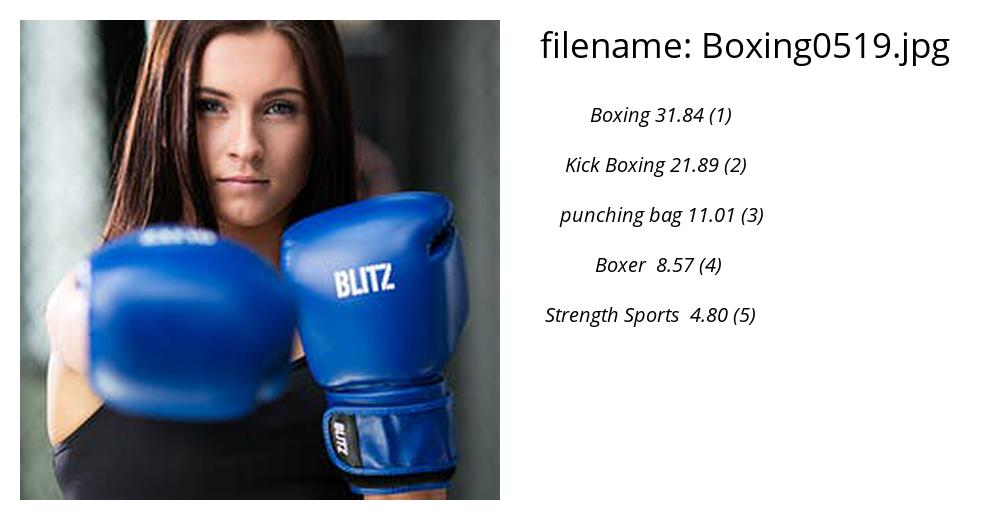 filename: Boxing0519.jpg
Boxing 31.84 (1)
Kick Boxing 21.89 (2)
punching bag 11.01 (3)
Boxer 8.57 (4)
Strength Sports 4.80 (5)
BLITZ
BLITZ